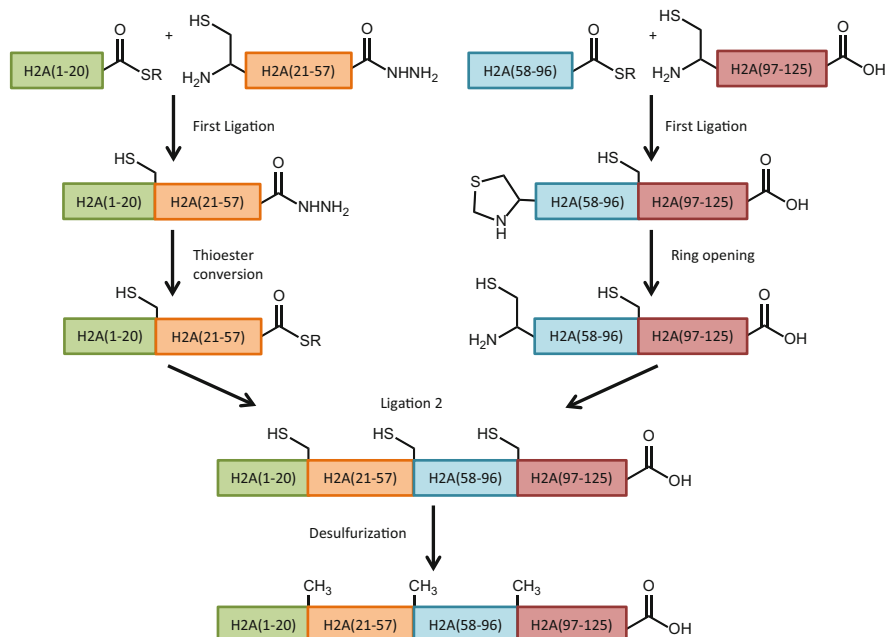 HS
O
+
H2A(1-20)
SR
H2N
H2A(21-57)
O
NHNH2
H2A(58-96)
O
SR
+
HS
H2N
H2A(97-125)
O
OH
First Ligation
First Ligation
HS
H2A(1-20)
H2A(21-57)
O
NHNH2
HS
S
N
H
H2A(58-96)
H2A(97-125)
O
OH
Thioester
conversion
Ring opening
HS
H2A(1-20)
H2A(21-57)
O
SR
HS
HS
H2N
H2A(58-96)
H2A(97-125)
O
OH
Ligation 2
HS
HS
HS
O
H2A(1-20)
H2A(21-57)
H2A(58-96)
H2A(97-125)
OH
Desulfurization
CH3
CH3
CH3
O
H2A(1-20)
H2A(21-57)
H2A(58-96)
H2A(97-125)
OH